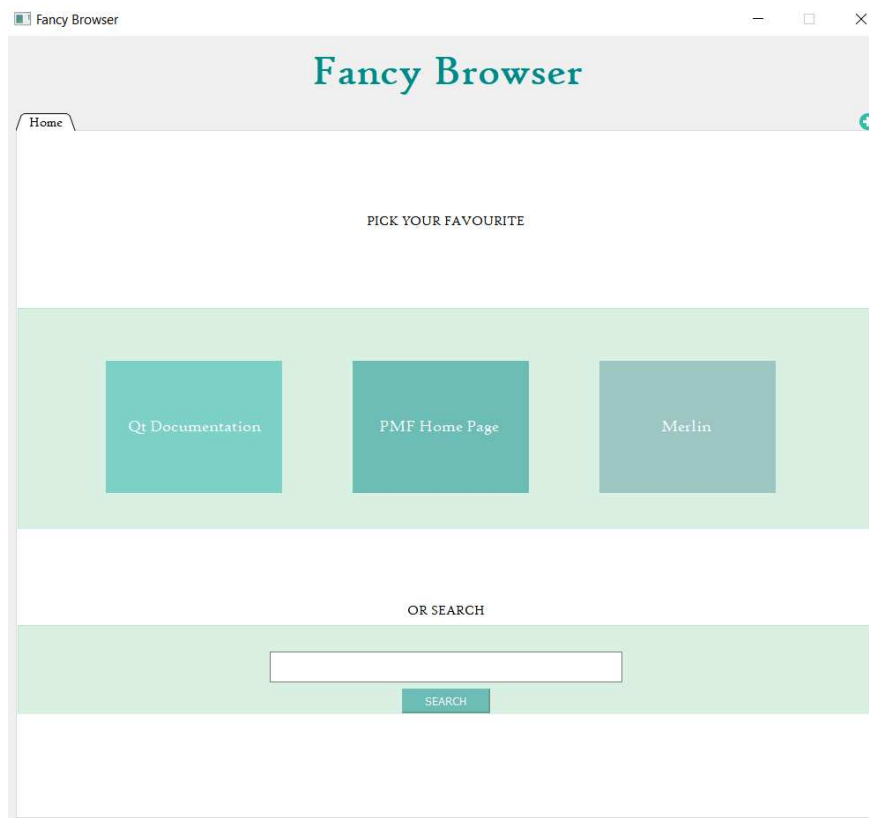 Fancy Browser
Fancy Browser
Home
PICK YOUR FAVOURITE
Qt Documentation
PMF Home Page
Merlin
OR SEARCH
SEARCH